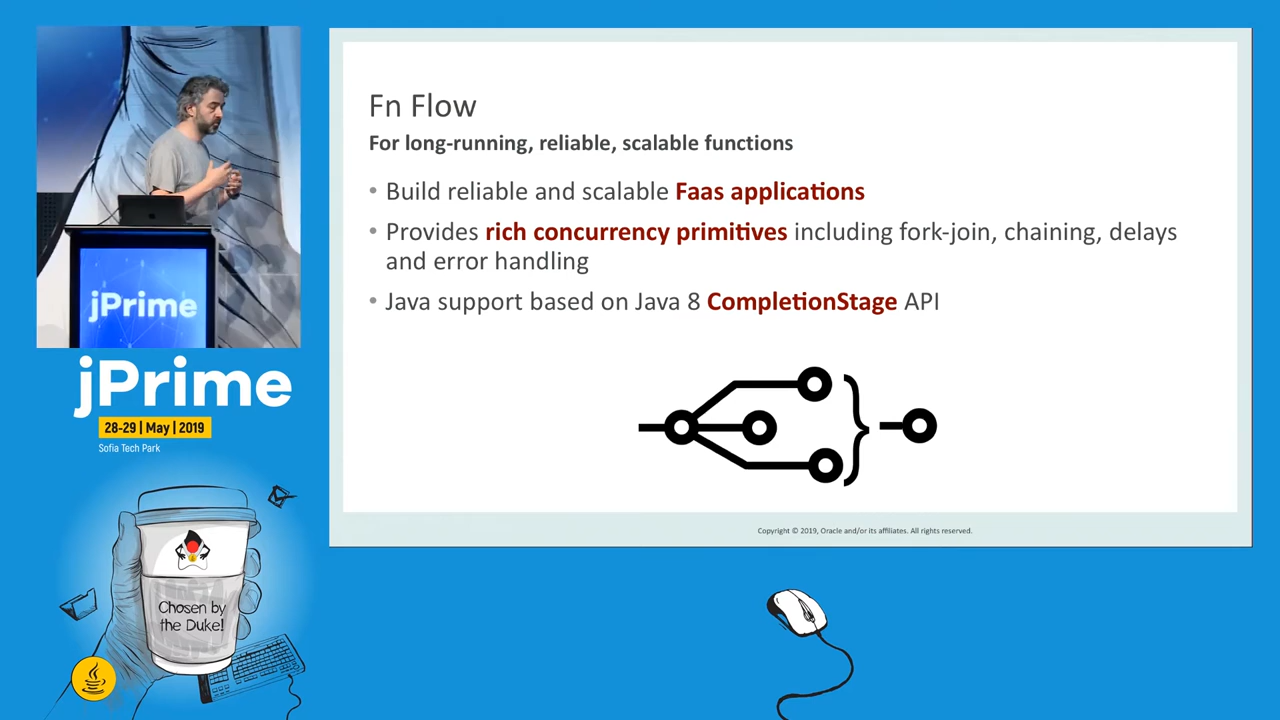 jPrime
jPrime
28-29 | May | 2019
Sofia Tech Park
Chosen by
the Duke!
Fn Flow
For long-running, reliable, scalable functions
• Build reliable and scalable Faas applications
• Provides rich concurrency primitives including fork-join, chaining, delays
and error handling
• Java support based on Java 8 CompletionStage API
Copyright © 2019, Oracle and/or its affiliates. All rights reserved.